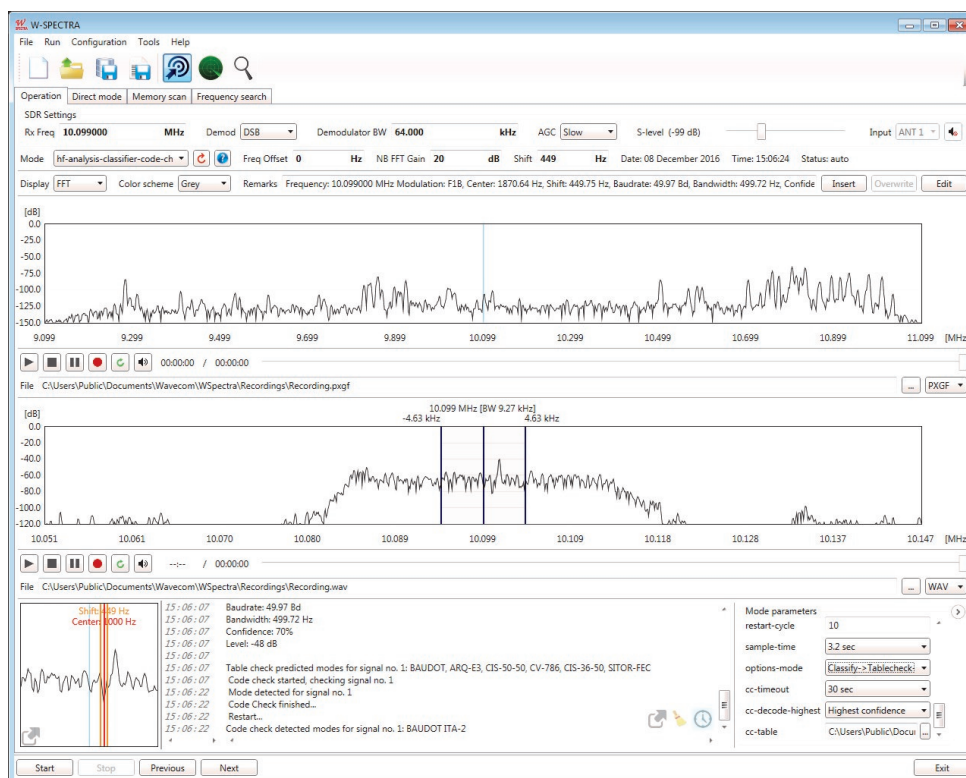 W-SPECTRA
File Run Configuration Tools Help
Operation Direct mode Memory scan Frequency search
SDR Settings
Rx Freq 10.099000 MHz Demod DSB Demodulator BW 64.000 kHz AGC Slow S-level (-99 dB) Input ANT 1
Mode hf-analysis-classifier-code-ch Freq Offset 0 Hz NB FFT Gain 20 dB Shift 449 Hz Date: 08 December 2016 Time: 15:06:24 Status: auto
Display FFT Color scheme Grey Remarks Frequency: 10.099000 MHz Modulation: F1B, Center: 1870.64 Hz, Shift: 449.75 Hz, Baudrate: 49.97 Bd, Bandwidth: 499.72 Hz, Confide Insert Overwrite Edit
[dB]
0.0
-25.0
-50.0
-75.0
-100.0
-125.0
-150.0
9.099 9.299 9.499 9.699 9.899 10.099 10.299 10.499 10.699 10.899 11.099 [MHz]
00:00:00 / 00:00:00
File C:\Users\Public\Documents\Wavecom\WSpectra\Recordings\Recording.pxgf ... PXGF
10.099 MHz [BW 9.27 kHz]
[dB] -4.63 kHz 4.63 kHz
0.0
-20.0
-40.0
-60.0
-80.0
-100.0
-120.0
10.051 10.061 10.070 10.080 10.089 10.099 10.109 10.118 10.128 10.137 10.147 [MHz]
--:-- / 00:00:00
File C:\Users\Public\Documents\Wavecom\WSpectra\Recordings\Recording.wav ... WAV
Shift: 449 Hz
Center: 1000 Hz
15:06:07 Baudrate: 49.97 Bd
15:06:07 Bandwidth: 499.72 Hz
15:06:07 Confidence: 70%
15:06:07 Level: -48 dB
15:06:07
15:06:07 Table check predicted modes for signal no. 1: BAUDOT, ARQ-E3, CIS-50-50, CV-786, CIS-36-50, SITOR-FEC
15:06:07 Code check started, checking signal no. 1
15:06:22 Mode detected for signal no. 1
15:06:22 Code Check finished...
15:06:22 Restart...
15:06:22 Code check detected modes for signal no. 1: BAUDOT ITA-2
Mode parameters
restart-cycle 10
sample-time 3.2 sec
options-mode Classify->Tablecheck-
cc-timeout 30 sec
cc-decode-highest Highest confidence
cc-table C:\Users\Public\Docu ...
Start Stop Previous Next Exit